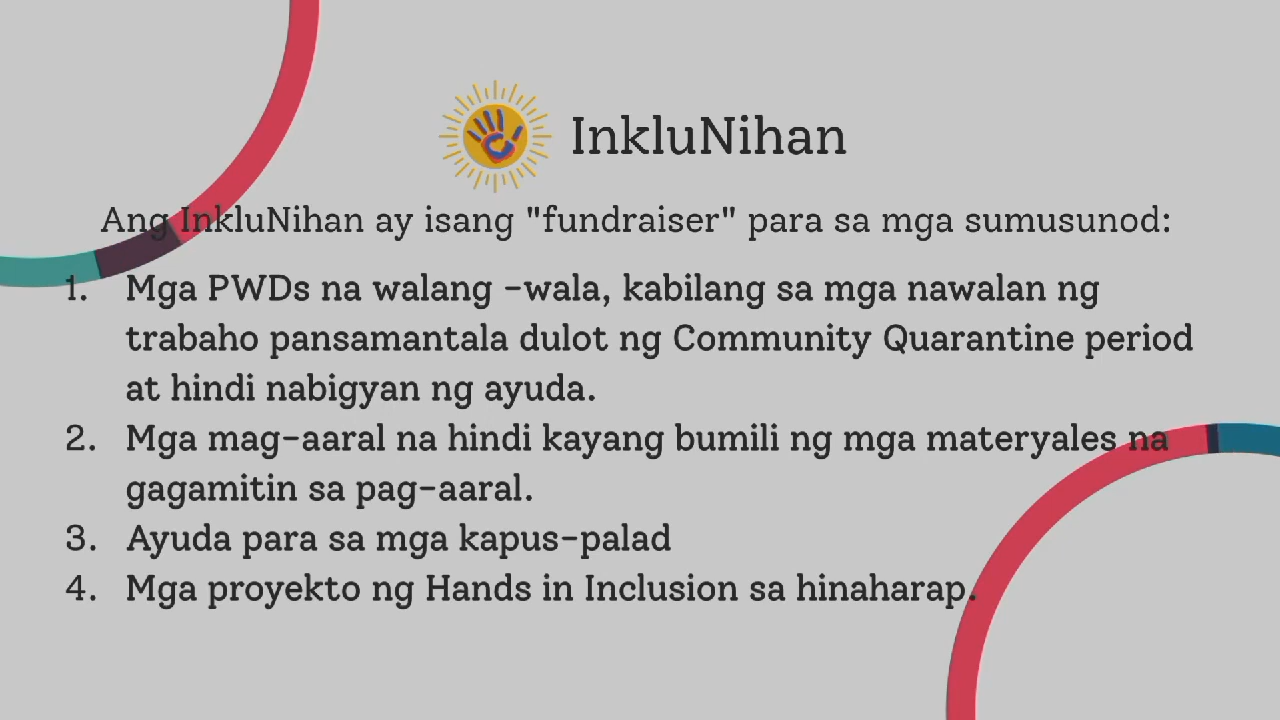 InkluNihan
Ang InkluNihan ay isang "fundraiser" para sa mga sumusunod:
1. Mga PWDs na walang -wala, kabilang sa mga nawalan ng
trabaho pansamantala dulot ng Community Quarantine period
at hindi nabigyan ng ayuda.
2. Mga mag-aaral na hindi kayang bumili ng mga materyales na
gagamitin sa pag-aaral.
3. Ayuda para sa mga kapus-palad
4. Mga proyekto ng Hands in Inclusion sa hinaharap.